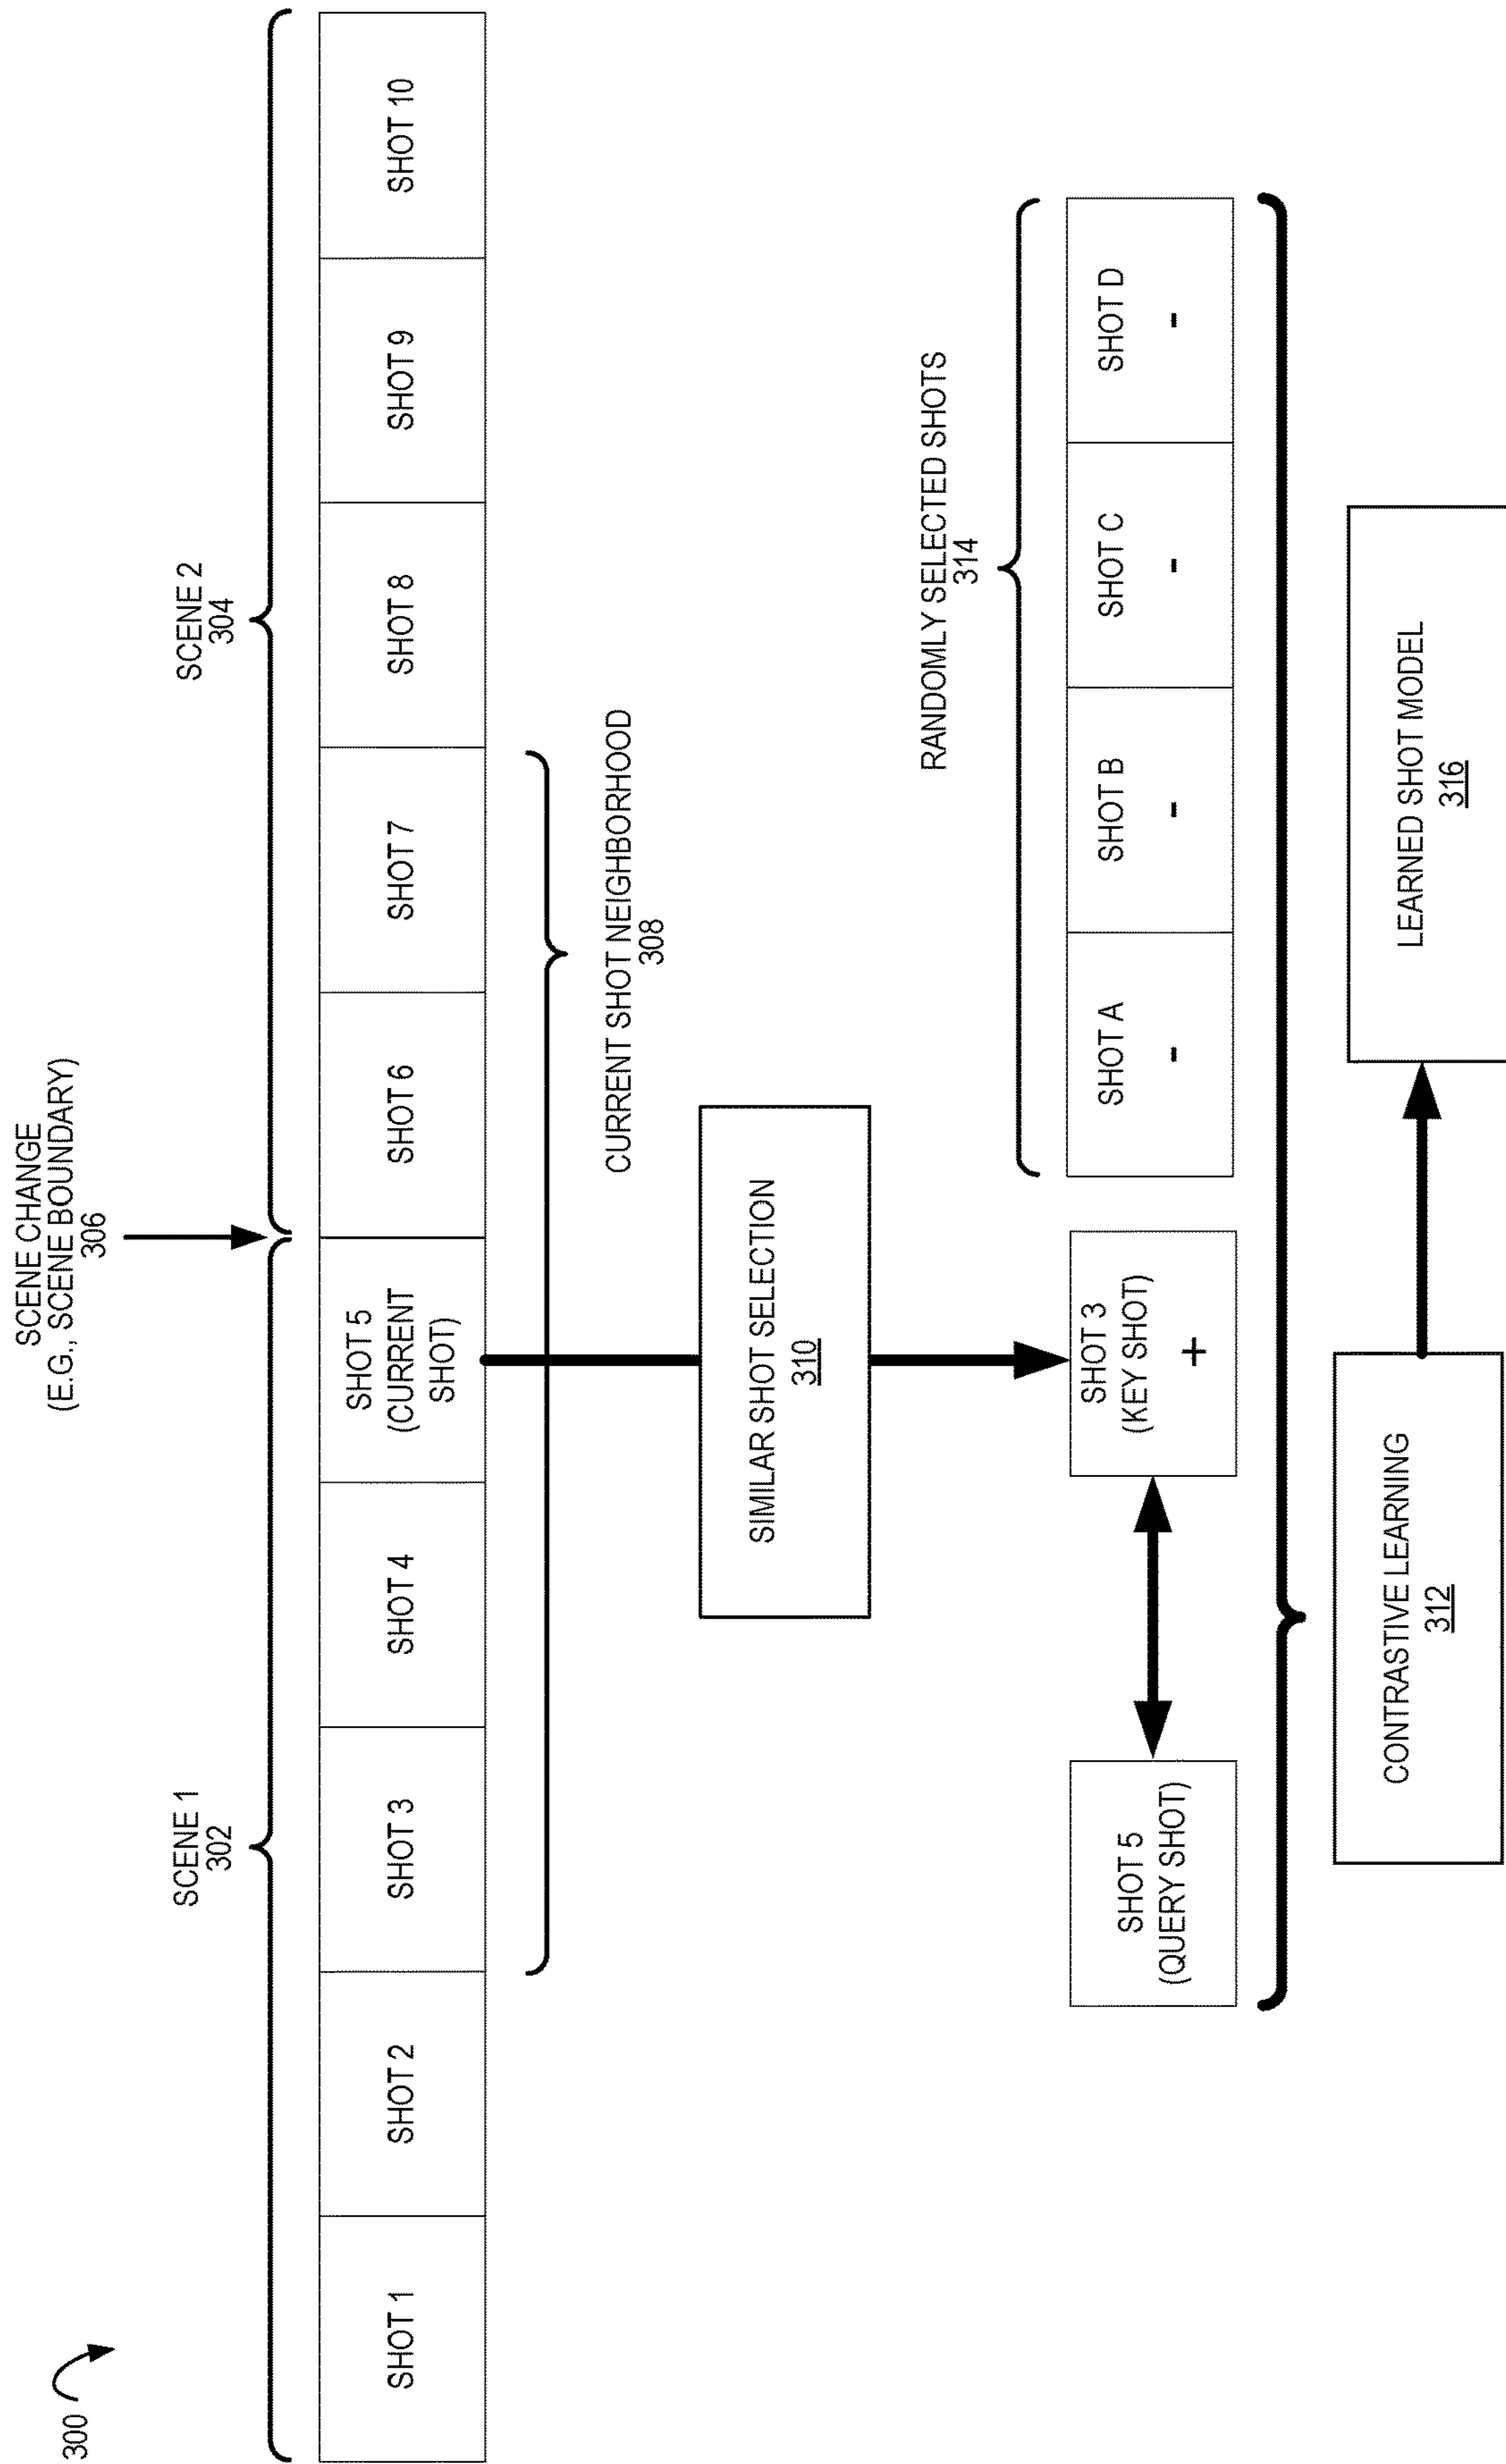 300
SCENE CHANGE
(E.G., SCENE BOUNDARY)
306
SCENE 1
302
SCENE 2
304
SHOT 1
SHOT 2
SHOT 3
SHOT 4
SHOT 5
(CURRENT
SHOT)
SHOT 6
SHOT 7
SHOT 8
SHOT 9
SHOT 10
CURRENT SHOT NEIGHBORHOOD
308
SIMILAR SHOT SELECTION
310
RANDOMLY SELECTED SHOTS
314
SHOT 5
(QUERY SHOT)
SHOT 3
(KEY SHOT)
+
SHOT A
-
SHOT B
-
SHOT C
-
SHOT D
-
CONTRASTIVE LEARNING
312
LEARNED SHOT MODEL
316